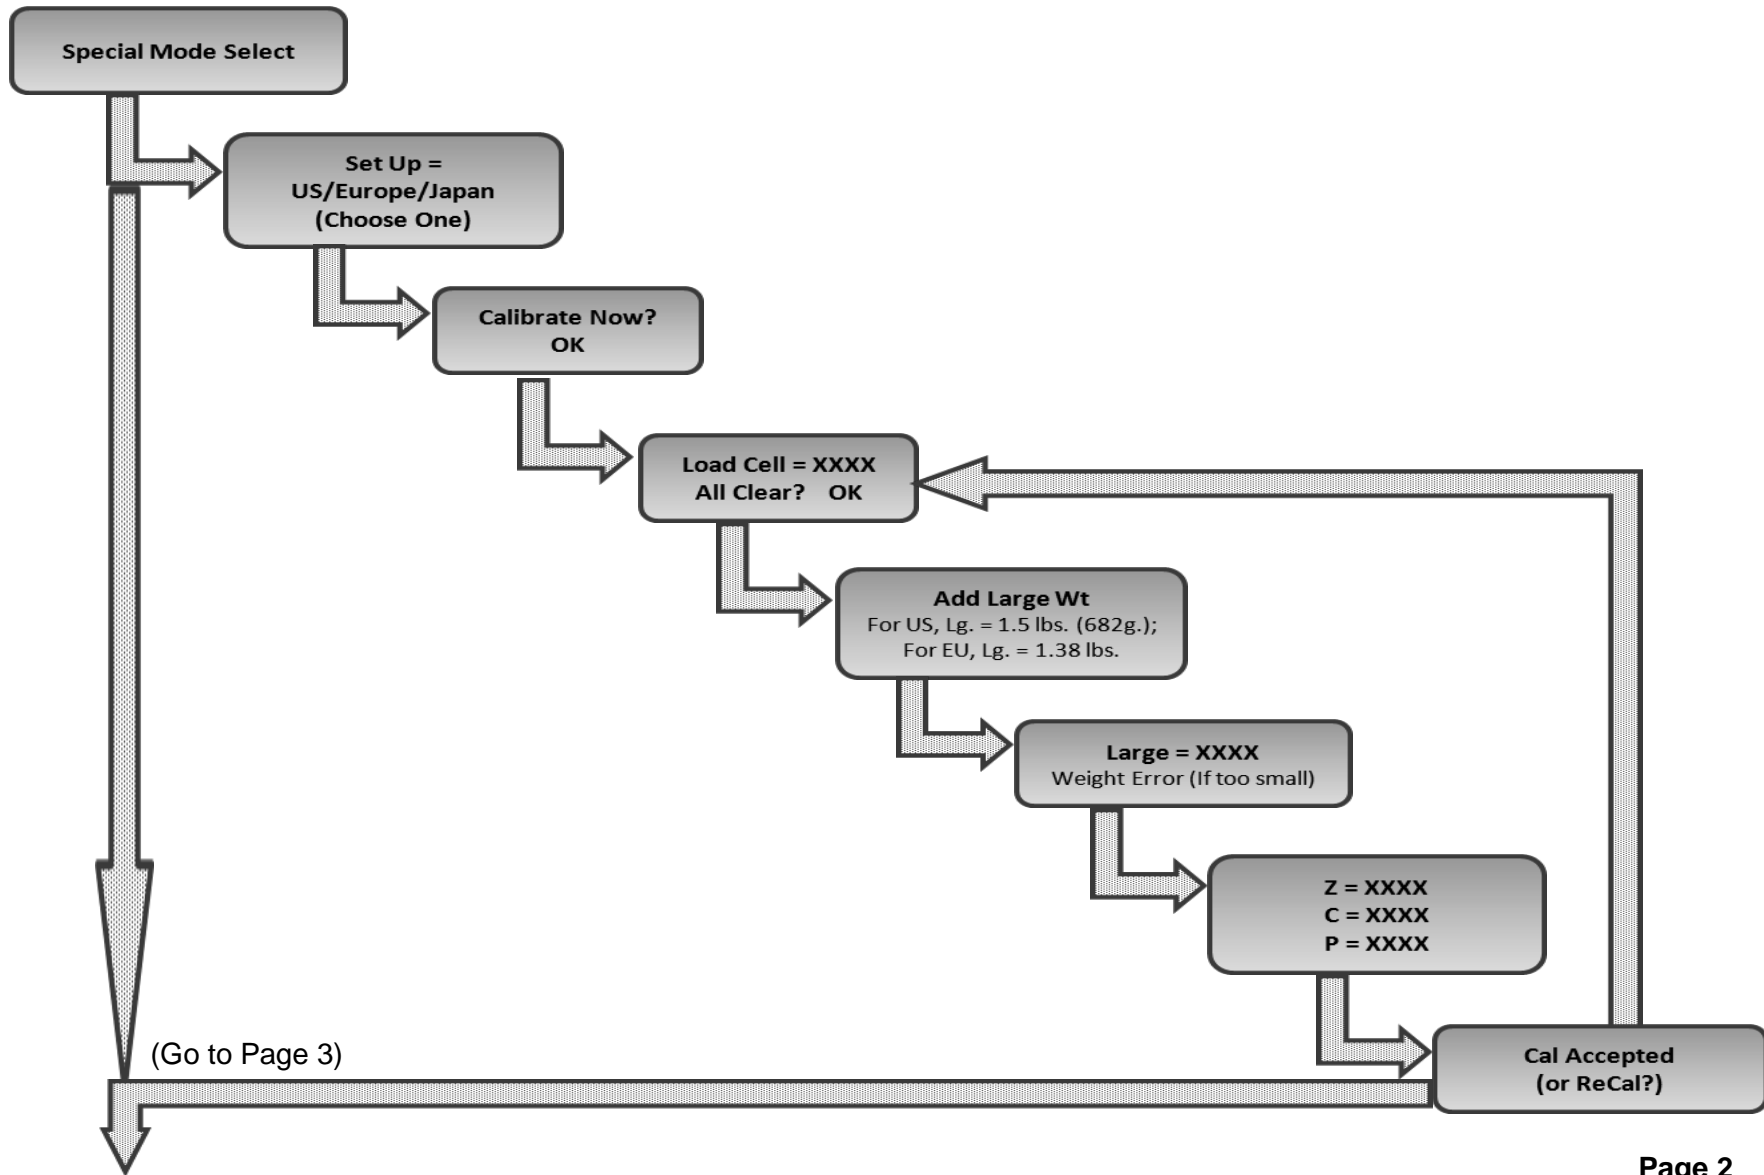 Special Mode Select
Set Up =
US/Europe/Japan
(Choose One)
Calibrate Now?
OK
Load Cell = XXXX
All Clear?   OK
Add Large Wt
For US, Lg. = 1.5 lbs. (682g.);
For EU, Lg. = 1.38 lbs.
Large = XXXX
Weight Error (If too small)
Z = XXXX
C = XXXX
P = XXXX
Cal Accepted
(or ReCal?)
(Go to Page 3)
Page 2